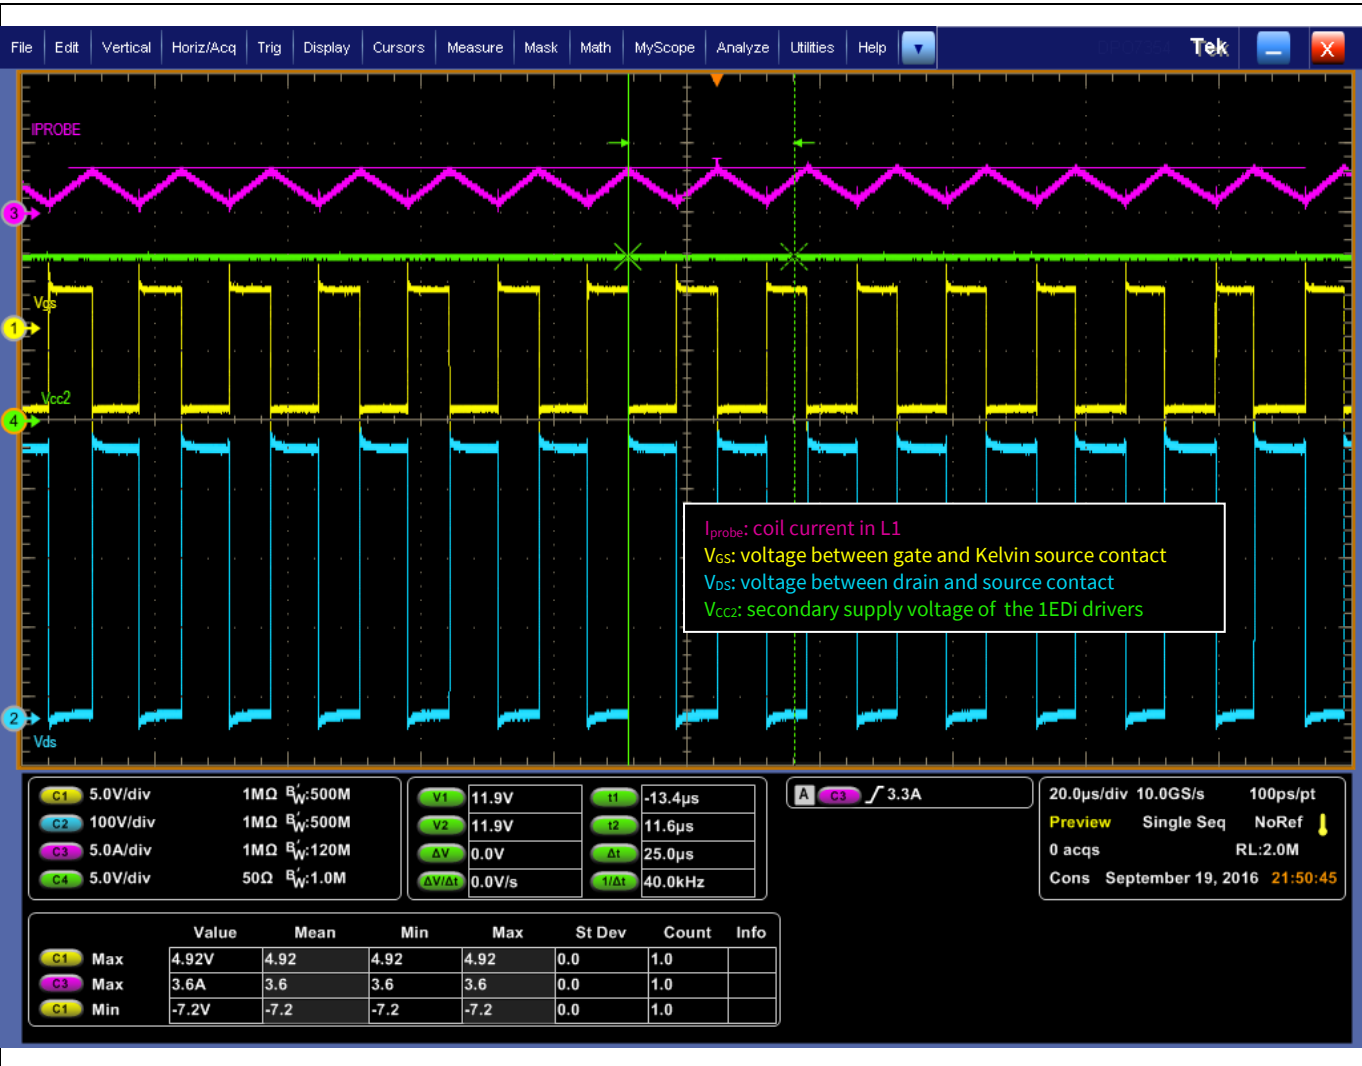 File Edit Vertical Horiz/Acq Trig Display Cursors Measure Mask Math MyScope Analyze Utilities Help Tek X
IPROBE
T
3
Vgs
1
Vcc2
4
Iprobe: coil current in L1
VGS: voltage between gate and Kelvin source contact
VDS: voltage between drain and source contact
VCC2: secondary supply voltage of the 1EDi drivers
2
Vds
C1 5.0V/div 1MΩ BW:500M
C2 100V/div 1MΩ BW:500M
C3 5.0A/div 1MΩ BW:120M
C4 5.0V/div 50Ω BW:1.0M
V1 11.9V t1 -13.4µs
V2 11.9V t2 11.6µs
ΔV 0.0V Δt 25.0µs
ΔV/Δt 0.0V/s 1/Δt 40.0kHz
A C3 3.3A
20.0µs/div 10.0GS/s 100ps/pt
Preview Single Seq NoRef
0 acqs RL:2.0M
Cons September 19, 2016 21:50:45
Value Mean Min Max St Dev Count Info
C1 Max 4.92V 4.92 4.92 4.92 0.0 1.0
C3 Max 3.6A 3.6 3.6 3.6 0.0 1.0
C1 Min -7.2V -7.2 -7.2 -7.2 0.0 1.0